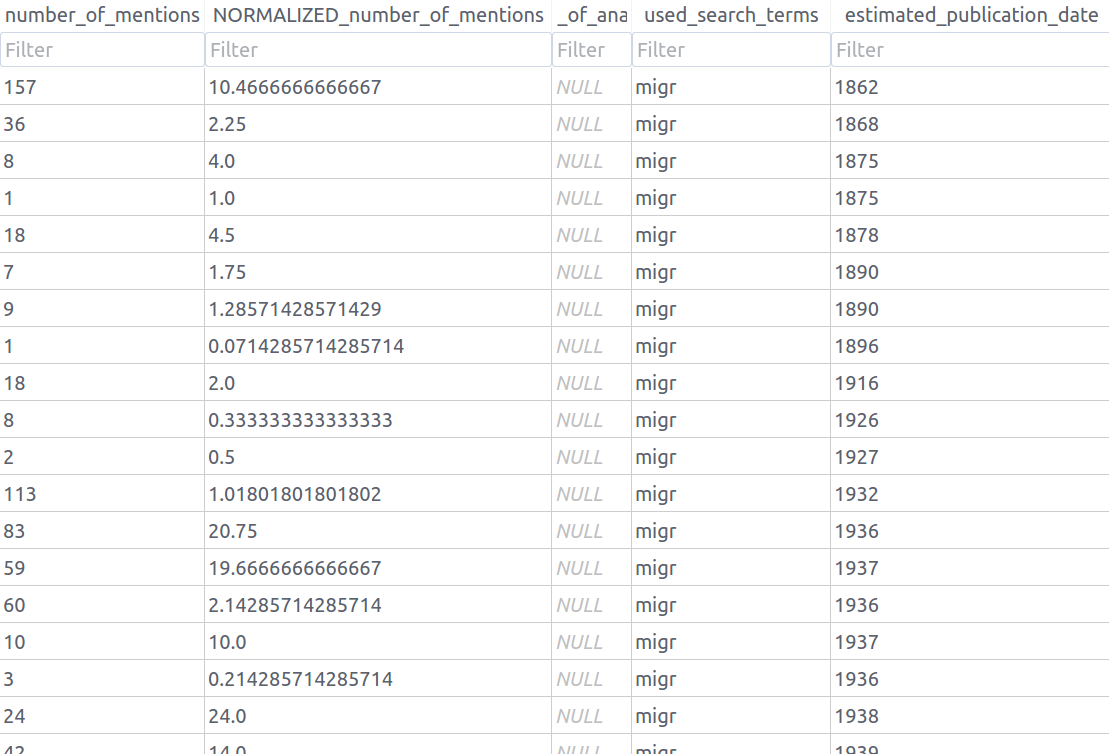 number_of_mentions NORMALIZED_number_of_mentions _of_ana used_search_terms estimated_publication_date
Filter Filter Filter Filter Filter
157 10.4666666666667 NULL migr 1862
36 2.25 NULL migr 1868
8 4.0 NULL migr 1875
1 1.0 NULL migr 1875
18 4.5 NULL migr 1878
7 1.75 NULL migr 1890
9 1.28571428571429 NULL migr 1890
1 0.0714285714285714 NULL migr 1896
18 2.0 NULL migr 1916
8 0.333333333333333 NULL migr 1926
2 0.5 NULL migr 1927
113 1.01801801801802 NULL migr 1932
83 20.75 NULL migr 1936
59 19.6666666666667 NULL migr 1937
60 2.14285714285714 NULL migr 1936
10 10.0 NULL migr 1937
3 0.214285714285714 NULL migr 1936
24 24.0 NULL migr 1938
42 14.0 NULL migr 1939